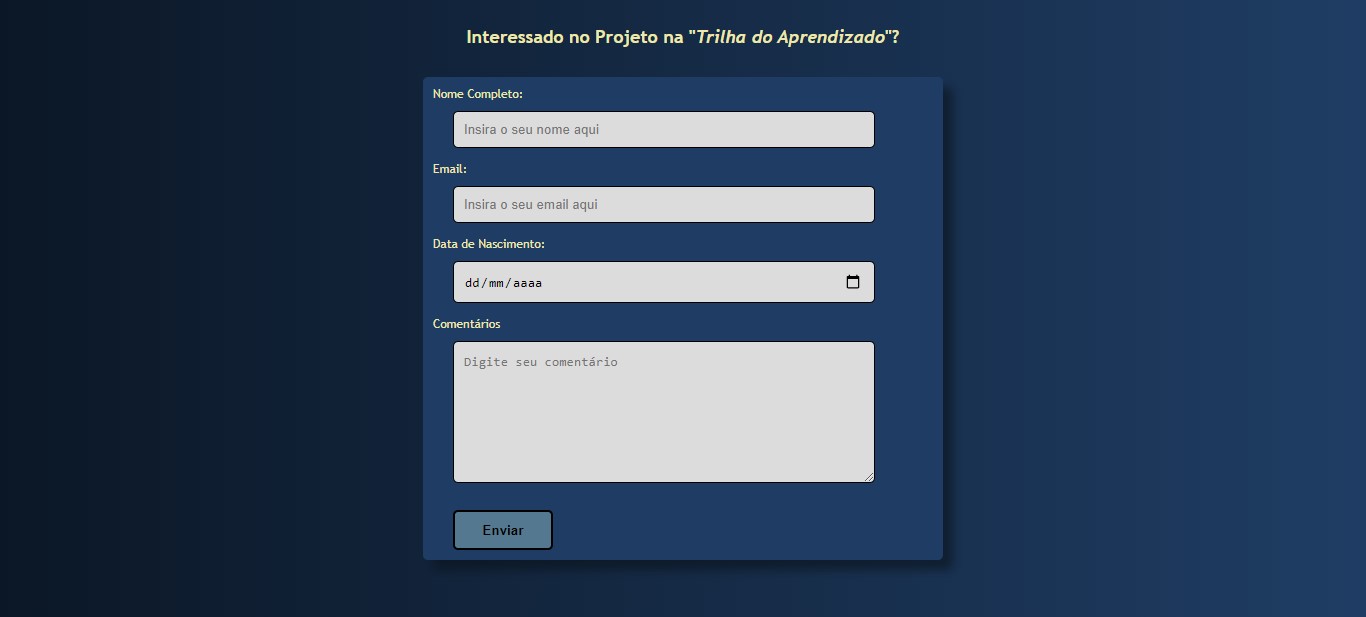 Interessado no Projeto na "Trilha do Aprendizado"?
Nome Completo:
Insira o seu nome aqui
Email:
Insira o seu email aqui
Data de Nascimento:
dd/mm/aaaa
Comentários
Digite seu comentário
Enviar